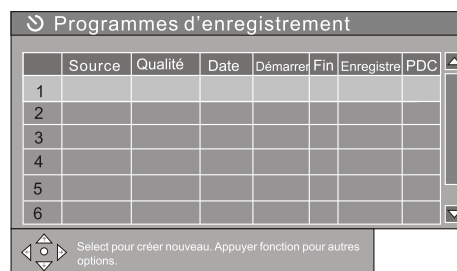 Programmes d'enregistrement
Source Qualité Date Démarrer Fin Enregistre PDC
1
2
3
4
5
6
Select pour créer nouveau. Appuyer fonction pour autres
options.